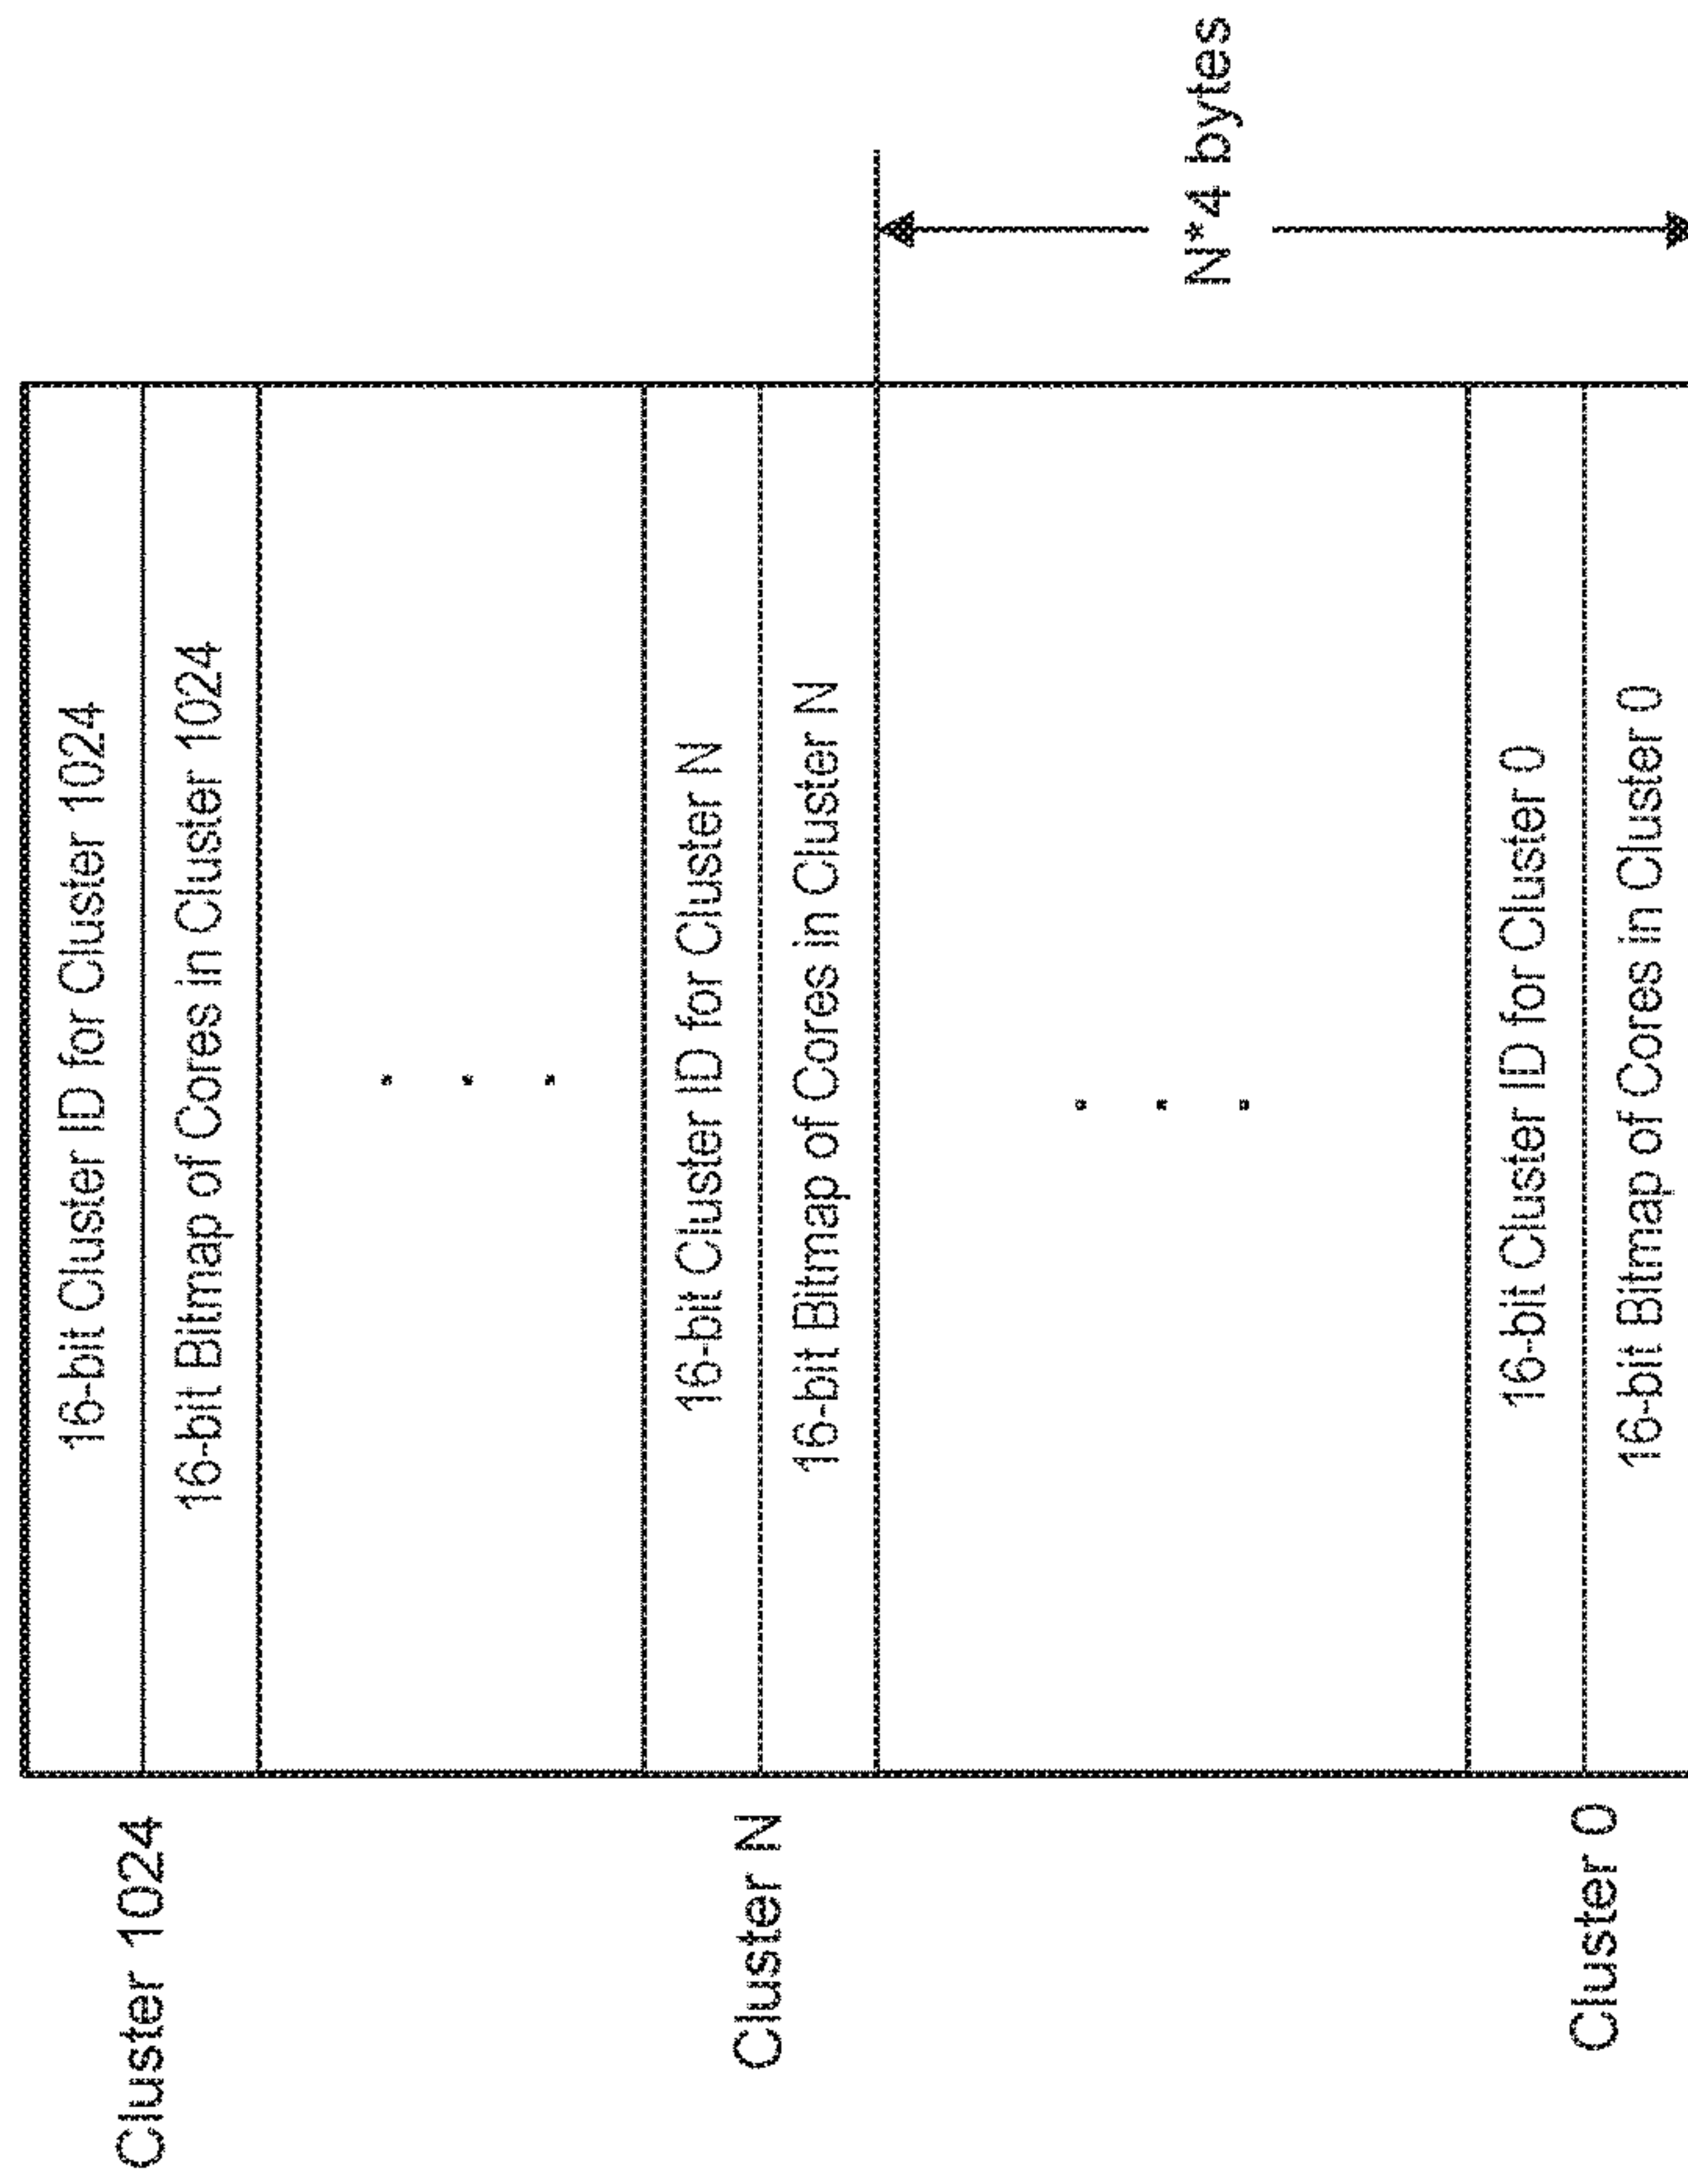 Cluster 1024
16-bit Cluster ID for Cluster 1024
16-bit Bitmap of Cores in Cluster 1024
Cluster N
16-bit Cluster ID for Cluster N
16-bit Bitmap of Cores in Cluster N
N*4 bytes
Cluster 0
16-bit Cluster ID for Cluster 0
16-bit Bitmap of Cores in Cluster 0